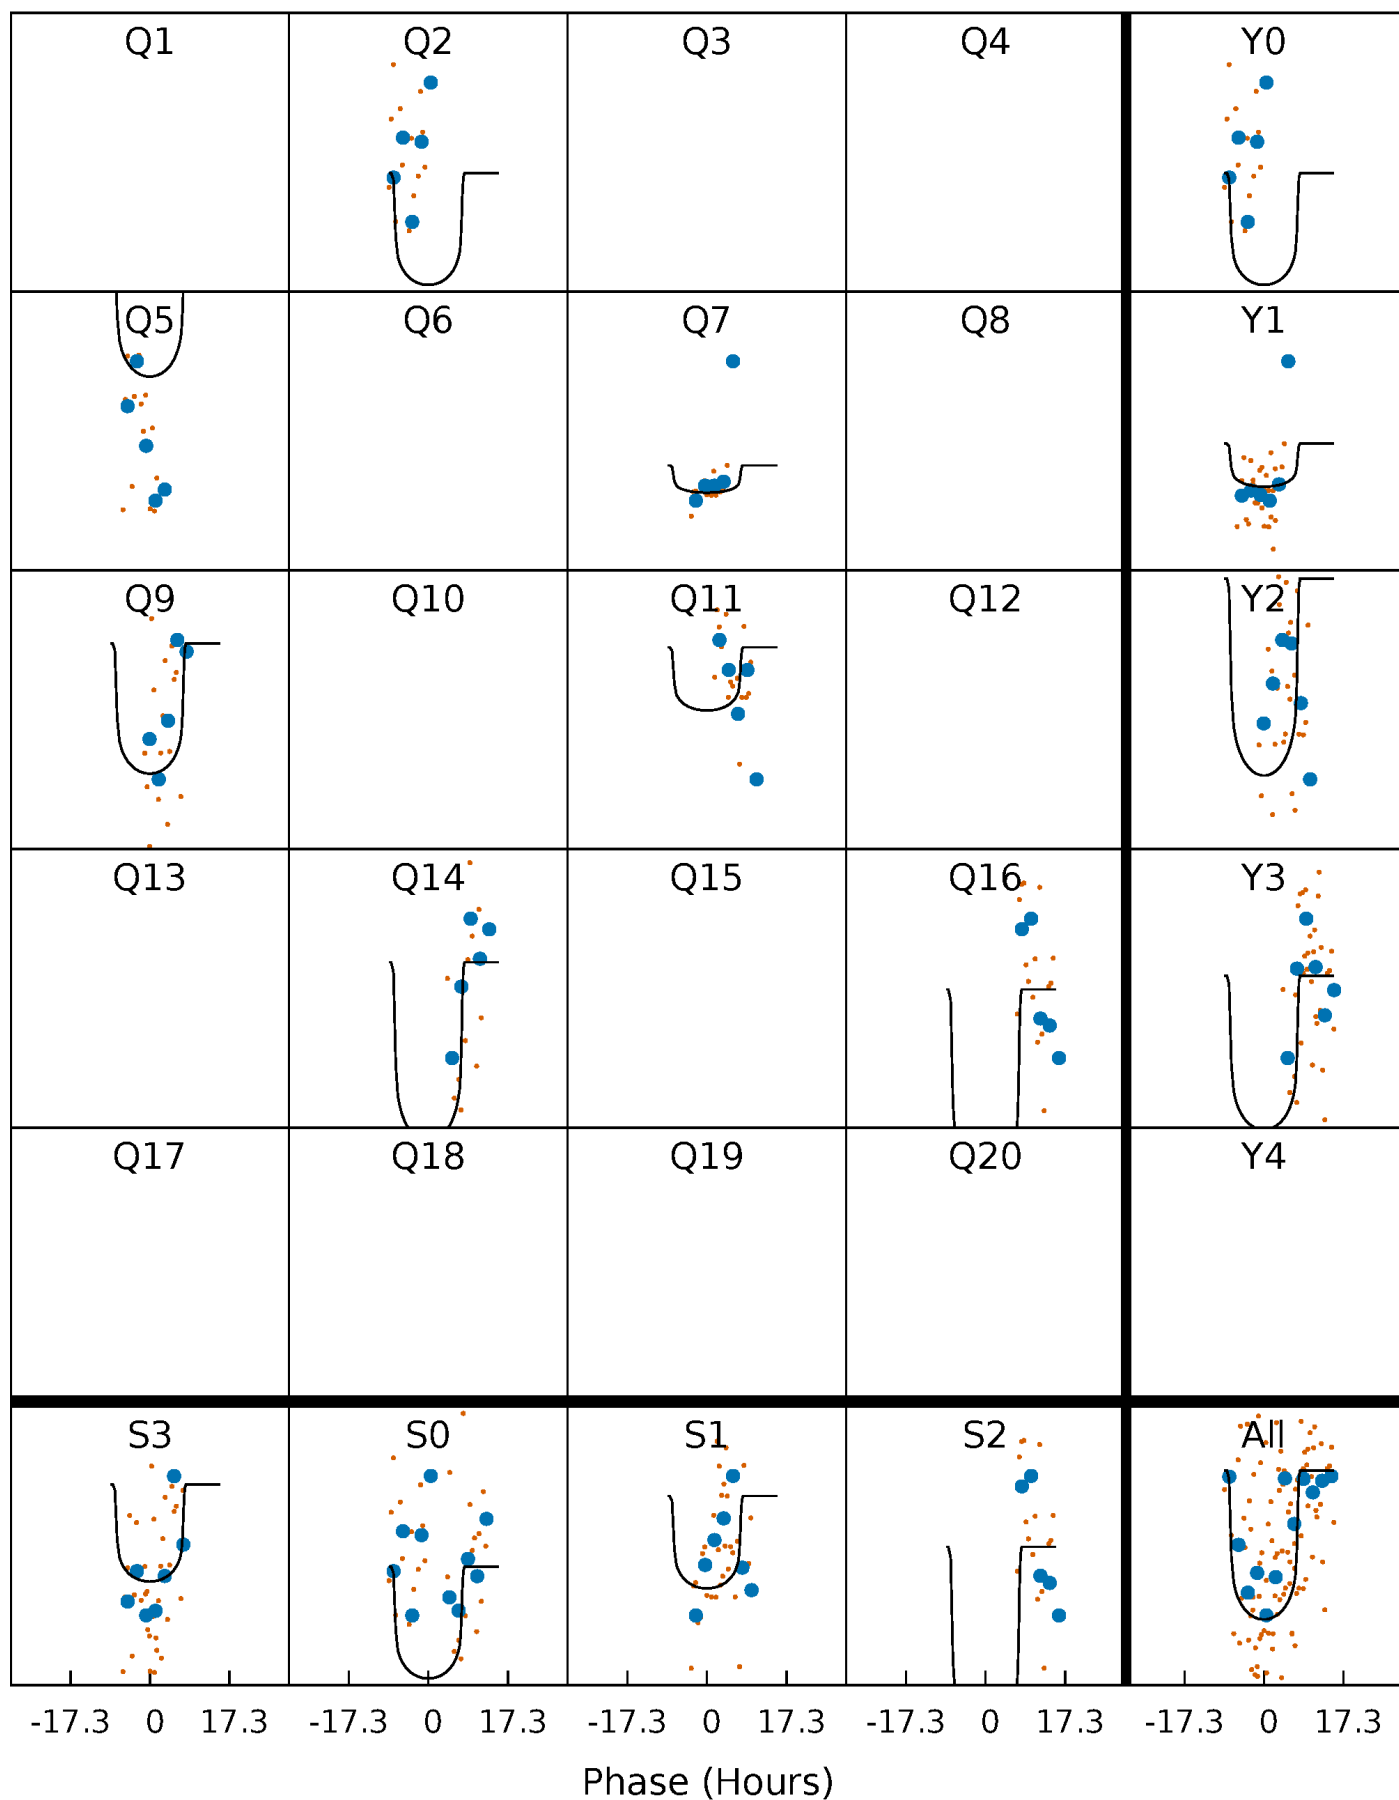 Q1 Q2 Q3 Q4 Y0
Q5 Q6 Q7 Q8 Y1
Q9 Q10 Q11 Q12 Y2
Q13 Q14 Q15 Q16 Y3
Q17 Q18 Q19 Q20 Y4
S3 S0 S1 S2 All
-17.3 0 17.3 -17.3 0 17.3 -17.3 0 17.3 -17.3 0 17.3 -17.3 0 17.3
Phase (Hours)